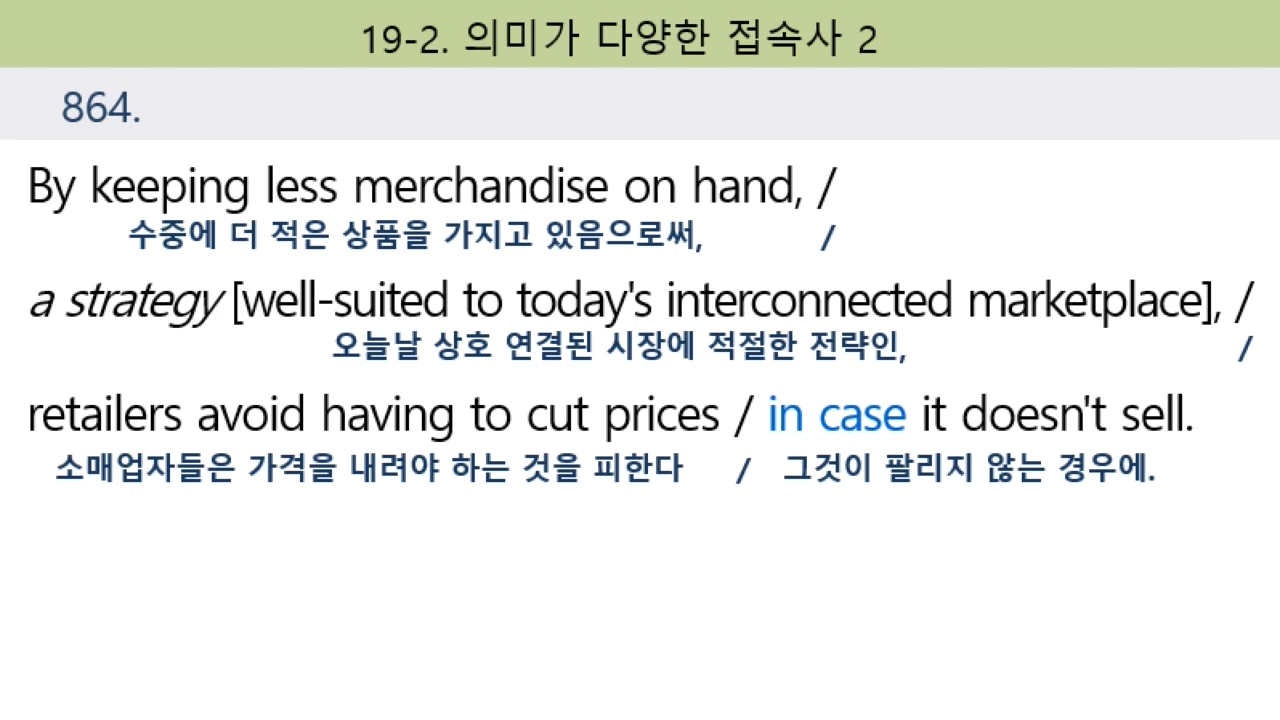 19-2. 의미가 다양한 접속사 2
864.
By keeping less merchandise on hand, /
수중에 더 적은 상품을 가지고 있음으로써, /
a strategy [well-suited to today's interconnected marketplace], /
오늘날 상호 연결된 시장에 적절한 전략인, /
retailers avoid having to cut prices / in case it doesn't sell.
소매업자들은 가격을 내려야 하는 것을 피한다 / 그것이 팔리지 않는 경우에.